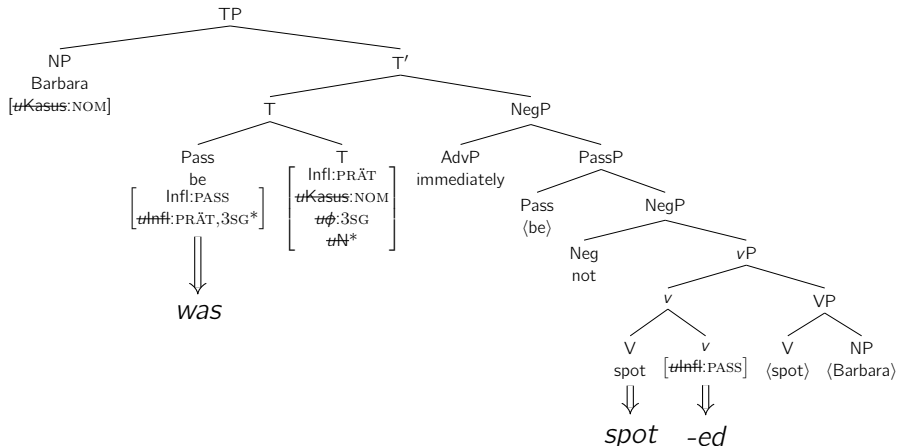 TP
NP
Barbara
[uKasus:NOM]
T′
T
NegP
Pass
be
[Infl:PASS
uInfl:PRÄT,3SG*]
T
[Infl:PRÄT
uKasus:NOM
uϕ:3SG
uN*]
AdvP
immediately
PassP
Pass
⟨be⟩
NegP
was
Neg
not
vP
v
VP
V
spot
v
[uInfl:PASS]
V
⟨spot⟩
NP
⟨Barbara⟩
spot
-ed